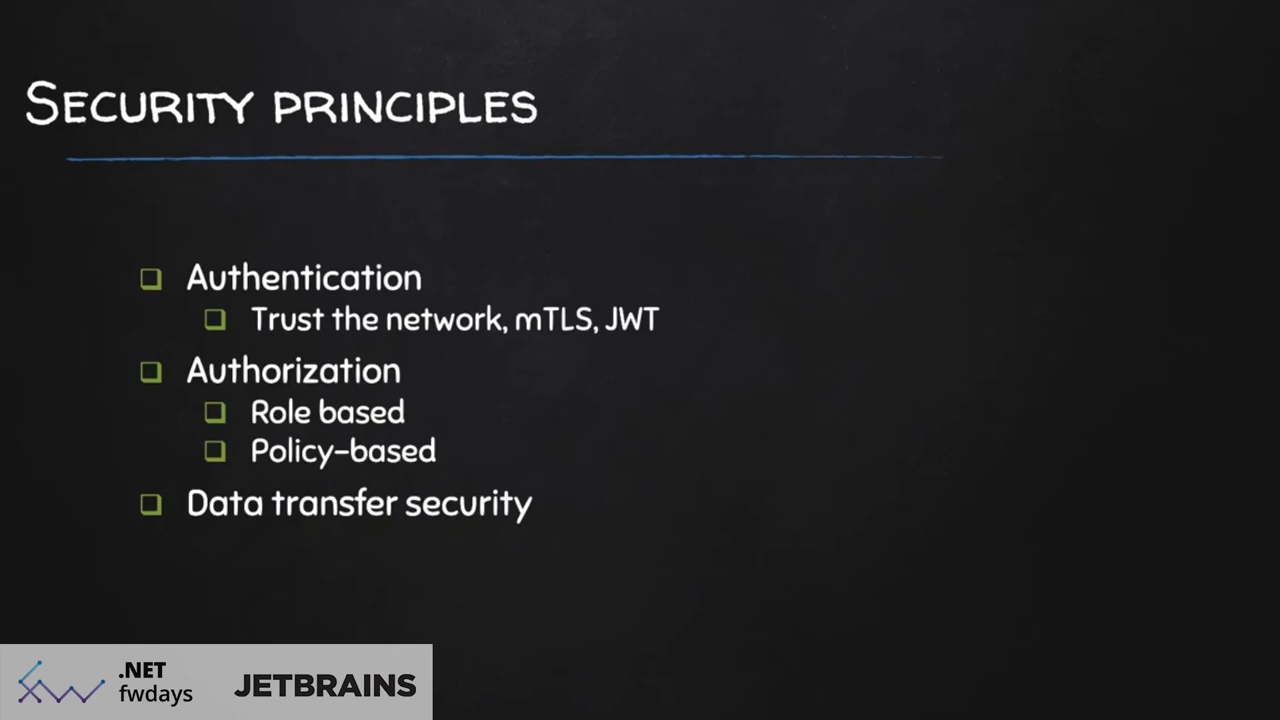 Security principles
Authentication
Trust the network, mTLS, JWT
Authorization
Role based
Policy-based
Data transfer security
.NET
fwdays
JETBRAINS